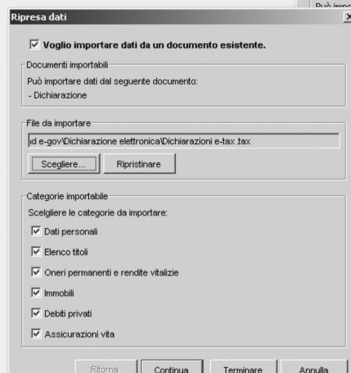 Può impo
Ripresa dati
Voglio importare dati da un documento esistente.
Documenti importabili
Può importare dati dal seguente documento:
- Dichiarazione
File da importare
e-gov\Dichiarazione elettronica\Dichiarazioni e-tax.tax
Scegliere...
Ripristinare
Categorie importabile
Scelgliere le categorie da importare:
Dati personali
Elenco titoli
Oneri permanenti e rendite vitalizie
Immobili
Debiti privati
Assicurazioni vita
Ritorna
Continua
Terminare
Annulla